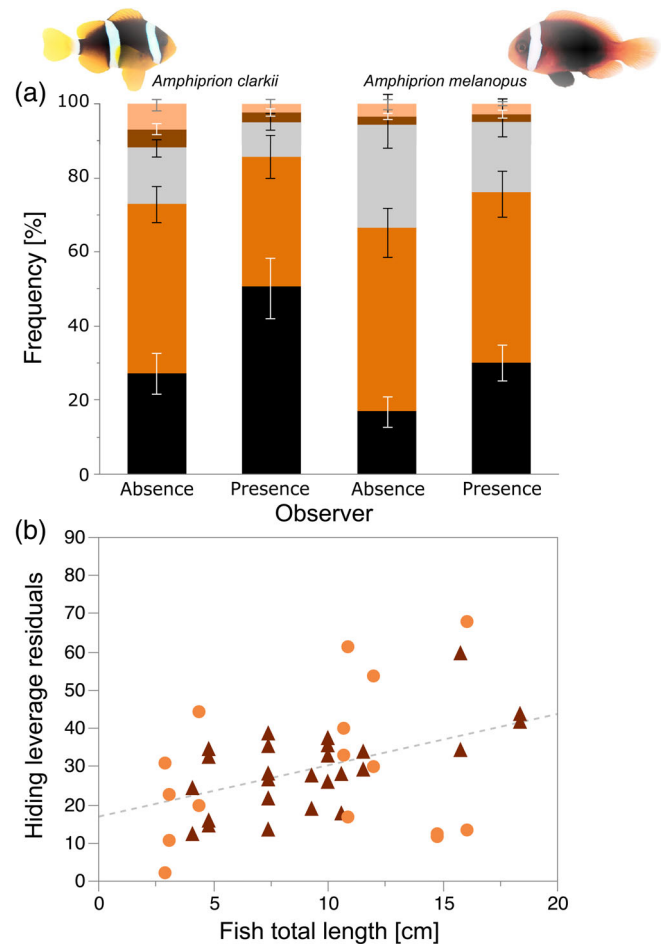 Amphiprion clarkii
Amphiprion melanopus
(a)
100
80
60
40
20
0
Frequency [%]
Absence Presence Absence Presence
Observer
(b)
90
80
70
60
50
40
30
20
10
0
Hiding leverage residuals
0 5 10 15 20
Fish total length [cm]